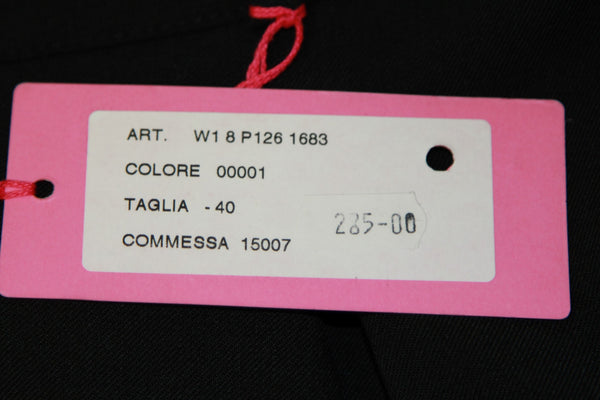 ART. W1 8 P126 1683
COLORE 00001
TAGLIA - 40
285-00
COMMESSA 15007